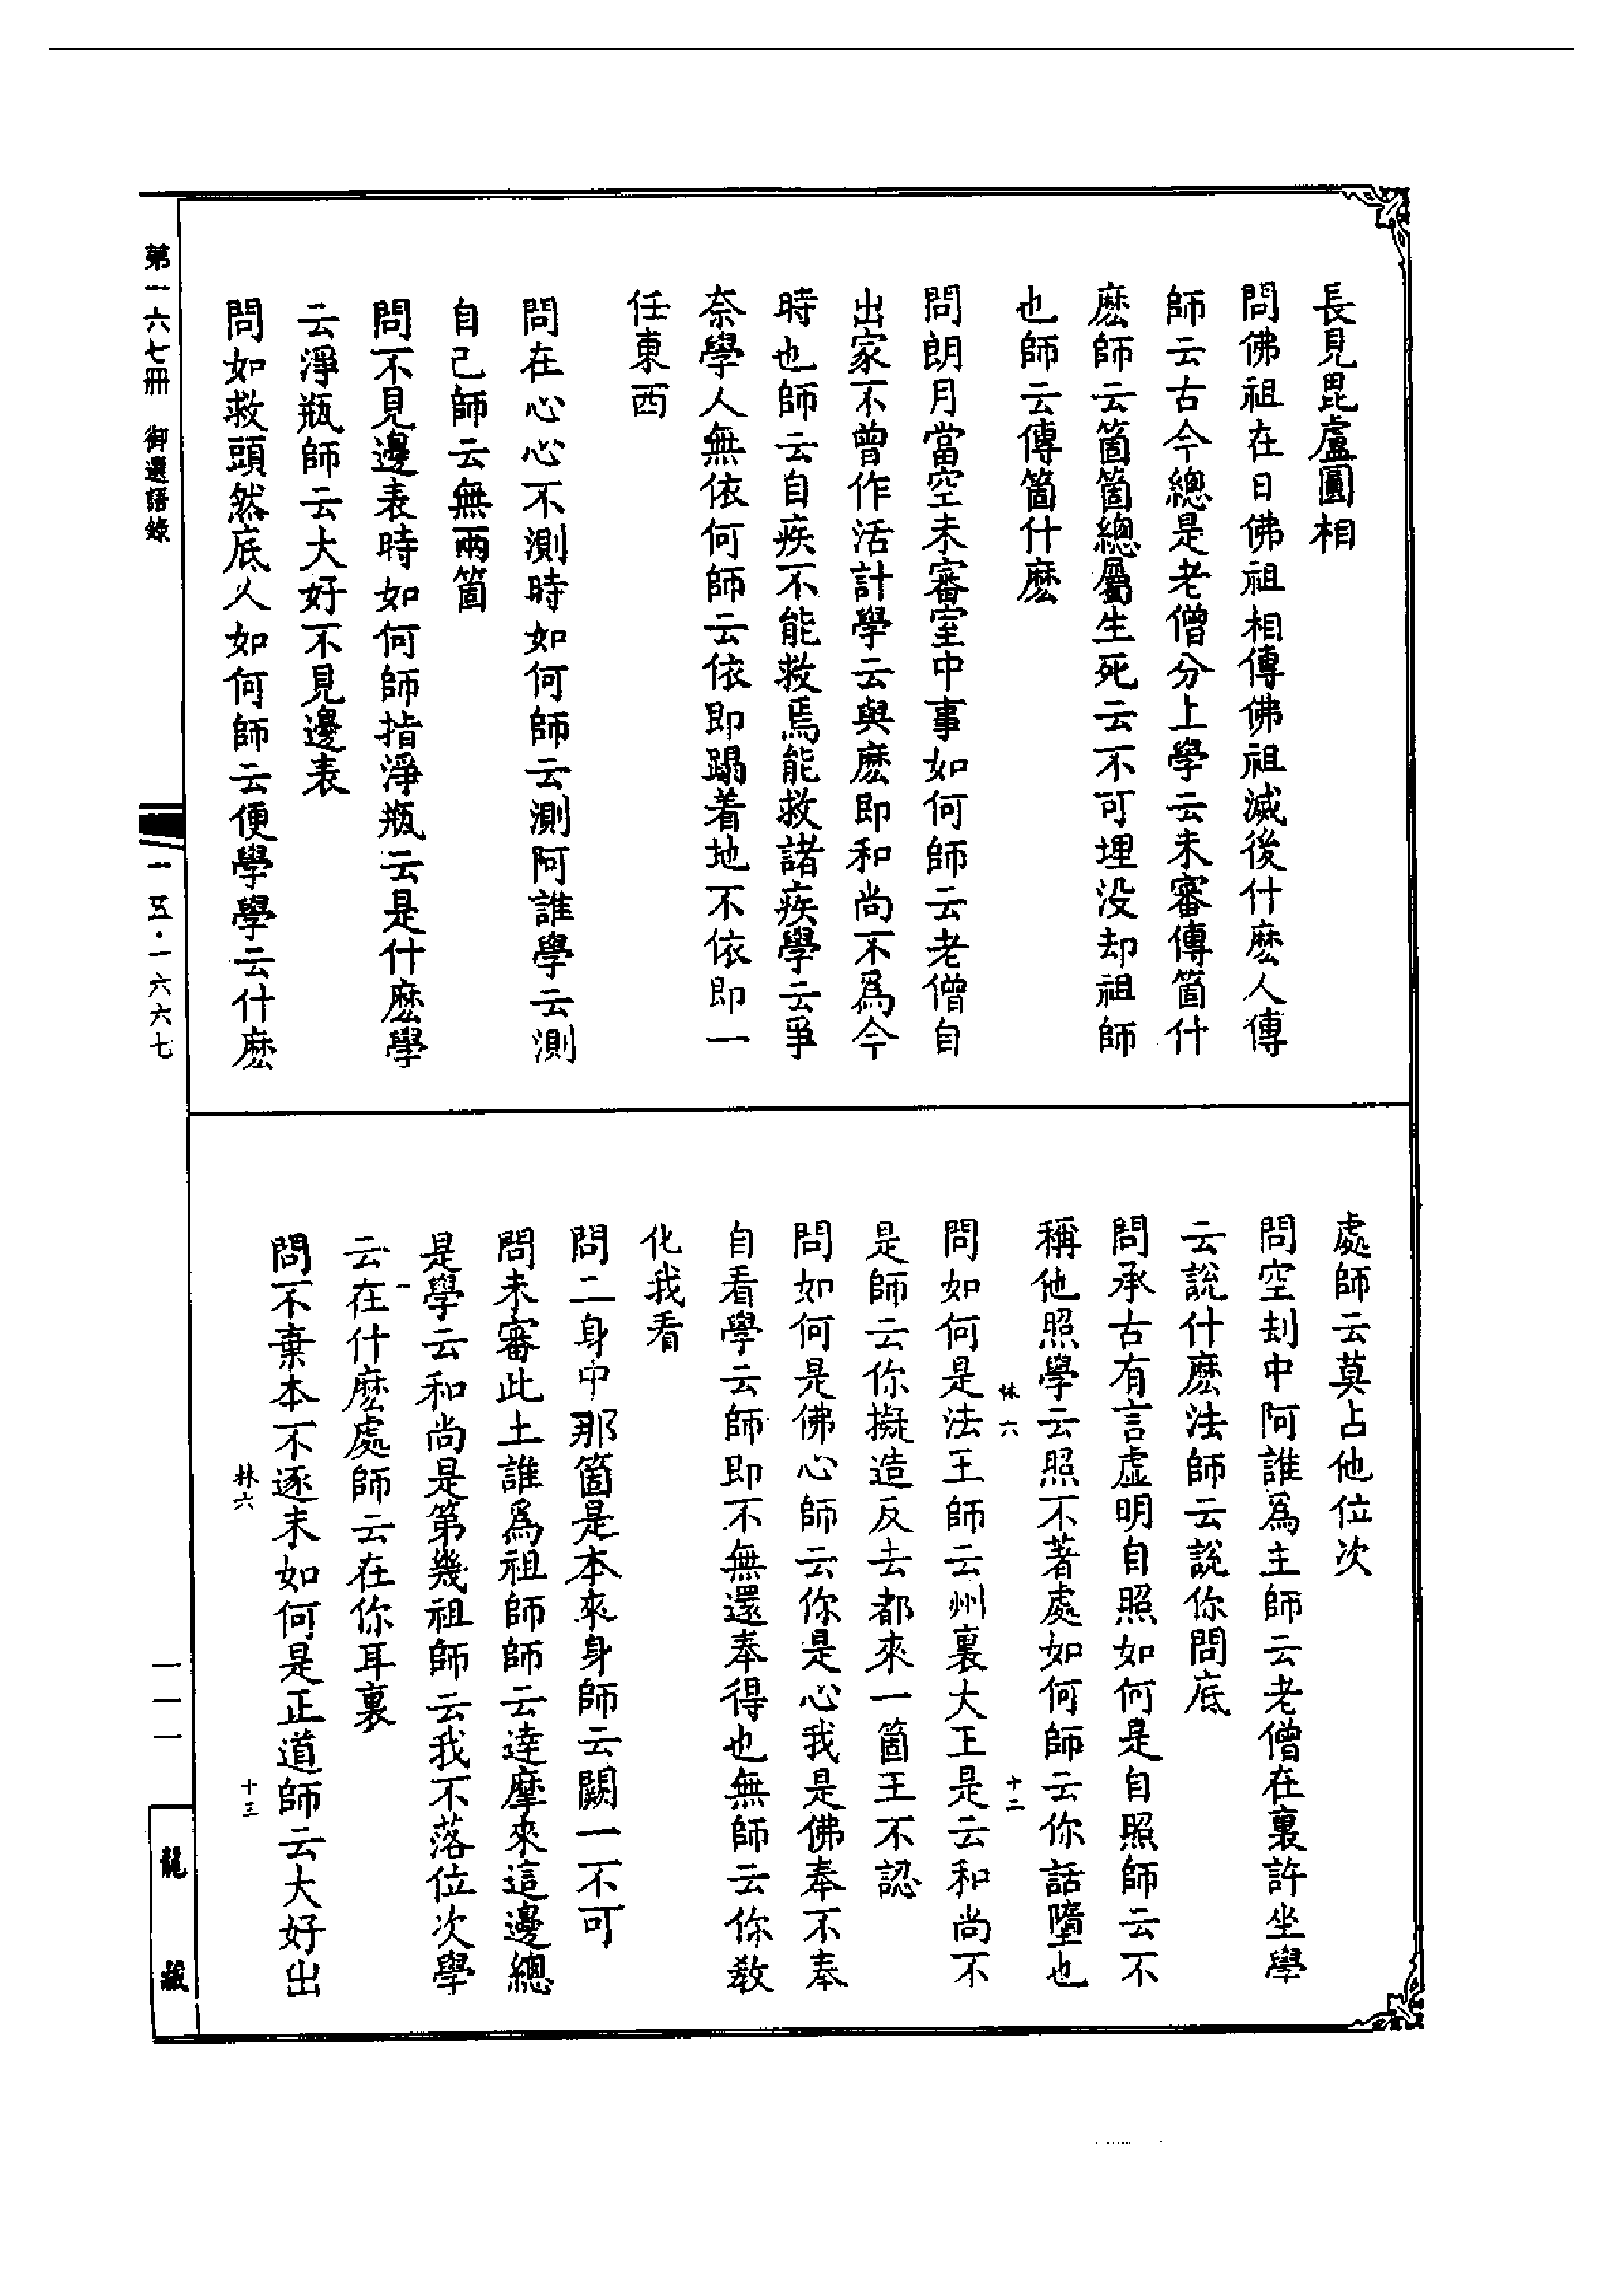 長見毘盧圓相
問佛祖在日佛祖相傳佛祖滅後什麽人傳
師云古今總是老僧分上學云未審傳箇什
麽師云箇箇總屬生死云不可埋没却祖師
也師云傳箇什麽
問朗月當空未審室中事如何師云老僧自
出家不曾作活計學云與麽即和尚不爲今
時也師云自疾不能救焉能救諸疾學云爭
奈學人無依何師云依即蹋着地不依即一
任東西
問在心心不測時如何師云測阿誰學云測
自己師云無兩箇
問不見邊表時如何師指淨瓶云是什麽學
云淨瓶師云大好不見邊表
問如救頭然底人如何師云便學學云什麽
處師云莫占他位次
問空刦中阿誰爲主師云老僧在裏許坐學
云說什麽法師云說你問底
問承古有言虚明自照如何是自照師云不
稱他照學云照不著處如何師云你話墮也
林六 十二
問如何是法王師云州裏大王是云和尚不
是師云你擬造反去都來一箇王不認
問如何是佛心師云你是心我是佛奉不奉
自看學云師即不無還奉得也無師云你教
化我看
問二身中那箇是本來身師云闕一不可
問未審此土誰爲祖師師云達摩來這邊總
是學云和尚是第幾祖師云我不落位次學
云在什麽處師云在你耳裏
問不棄本不逐末如何是正道師云大好出
林六 十三
第一六七冊 御選語錄
一五·一六六七
一一一
龍藏